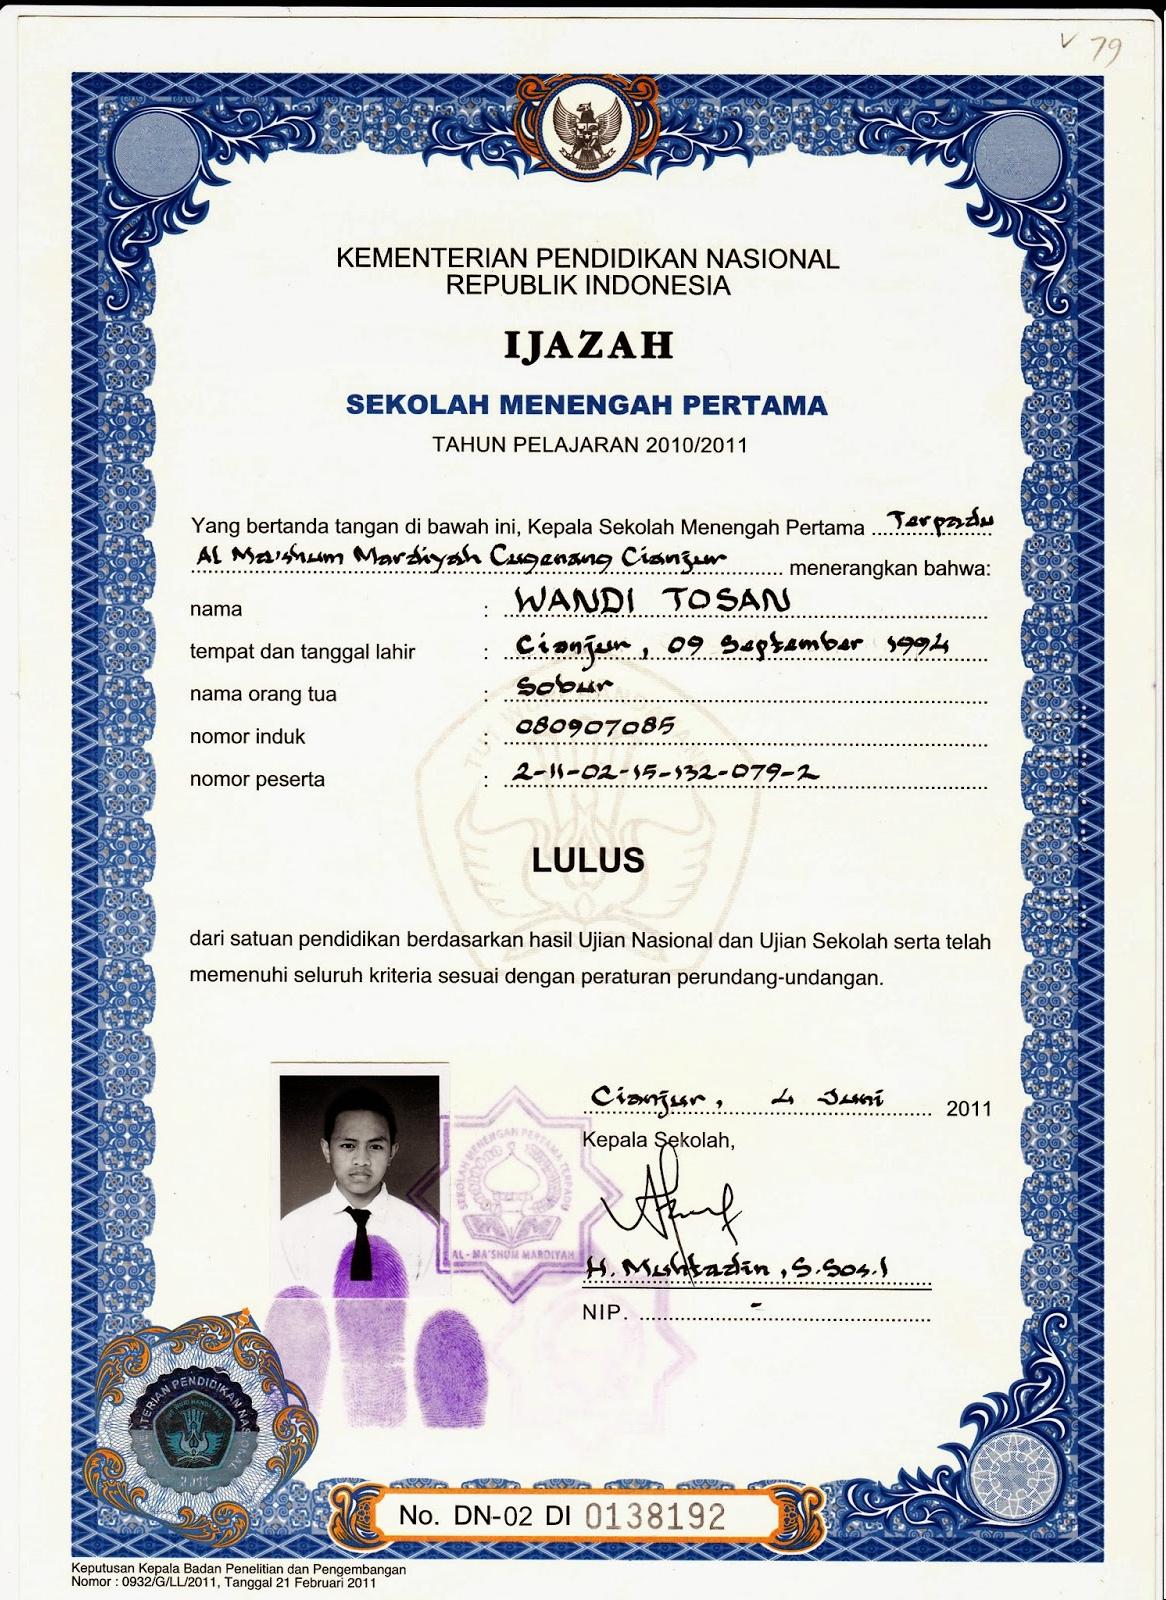 V 79
KEMENTERIAN PENDIDIKAN NASIONAL
REPUBLIK INDONESIA
IJAZAH
SEKOLAH MENENGAH PERTAMA
TAHUN PELAJARAN 2010/2011
Yang bertanda tangan di bawah ini, Kepala Sekolah Menengah Pertama Terpadu
Al Ma'shum Mardiyah Cugenang Cianjur menerangkan bahwa:
nama : WANDI TOSAN
tempat dan tanggal lahir : Cianjur, 09 September 1994
nama orang tua : Sobur
nomor induk : 080907085
nomor peserta : 2-11-02-15-132-079-2
TUT WURI HANDAYANI
LULUS
dari satuan pendidikan berdasarkan hasil Ujian Nasional dan Ujian Sekolah serta telah
memenuhi seluruh kriteria sesuai dengan peraturan perundang-undangan.
Cianjur, 4 Juni 2011
Kepala Sekolah,
SEKOLAH MENENGAH PERTAMA TERPADU
AL - MA'SHUM MARDIYAH
H. Muhtadin, S.Sos.I
NIP. -
KEMENTERIAN PENDIDIKAN NASIONAL
2011
No. DN-02 DI 0138192
Keputusan Kepala Badan Penelitian dan Pengembangan
Nomor : 0932/G/LL/2011, Tanggal 21 Februari 2011